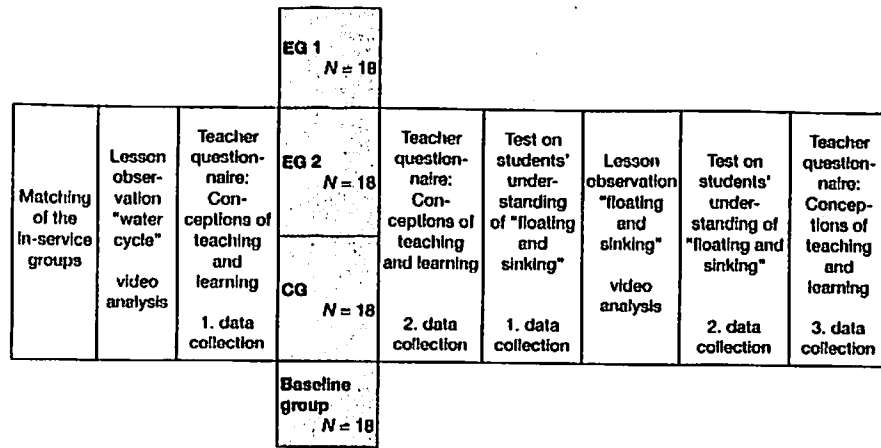 Matching
of the
in-service
groups
Lesson
obser-
vation
"water
cycle"
video
analysis
Teacher
question-
naire:
Con-
ceptions of
teaching
and
learning
1. data
collection
EG 1
N = 18
EG 2
N = 18
CG
N = 18
Baseline
group
N = 18
Teacher
question-
naire:
Con-
ceptions of
teaching
and learning
2. data
collection
Test on
students'
under-
standing
of "floating
and
sinking"
1. data
collection
Lesson
observation
"floating
and
sinking"
video
analysis
Test on
students'
under-
standing of
"floating and
sinking"
2. data
collection
Teacher
question-
naire:
Concep-
tions of
teaching
and
learning
3. data
collection